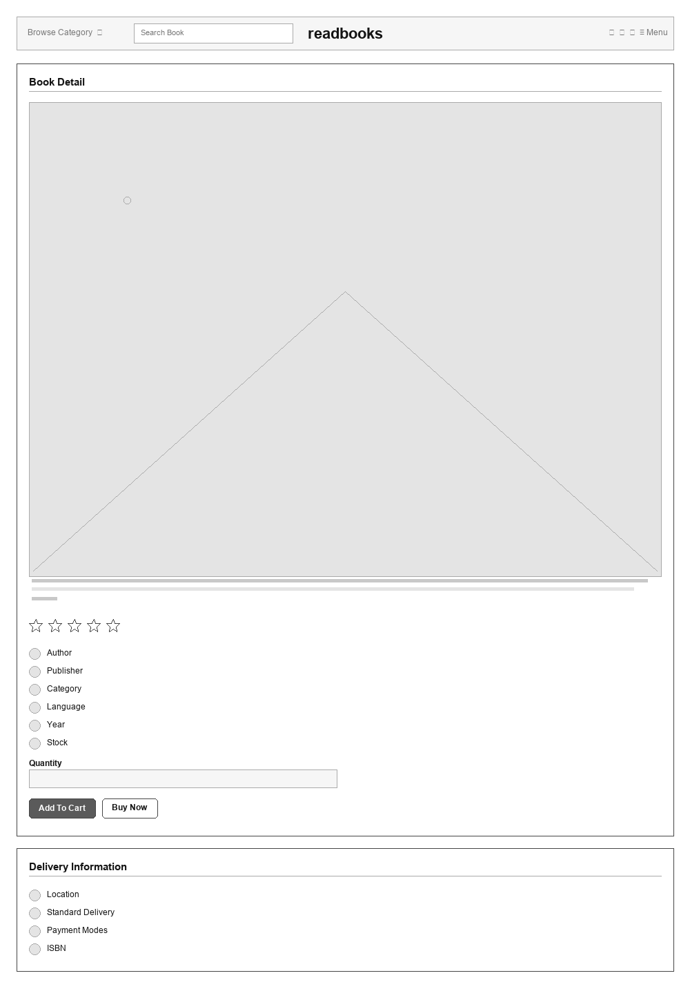 Browse Category
Search Book
readbooks
Menu
Book Detail
Author
Publisher
Category
Language
Year
Stock
Quantity
Add To Cart
Buy Now
Delivery Information
Location
Standard Delivery
Payment Modes
ISBN